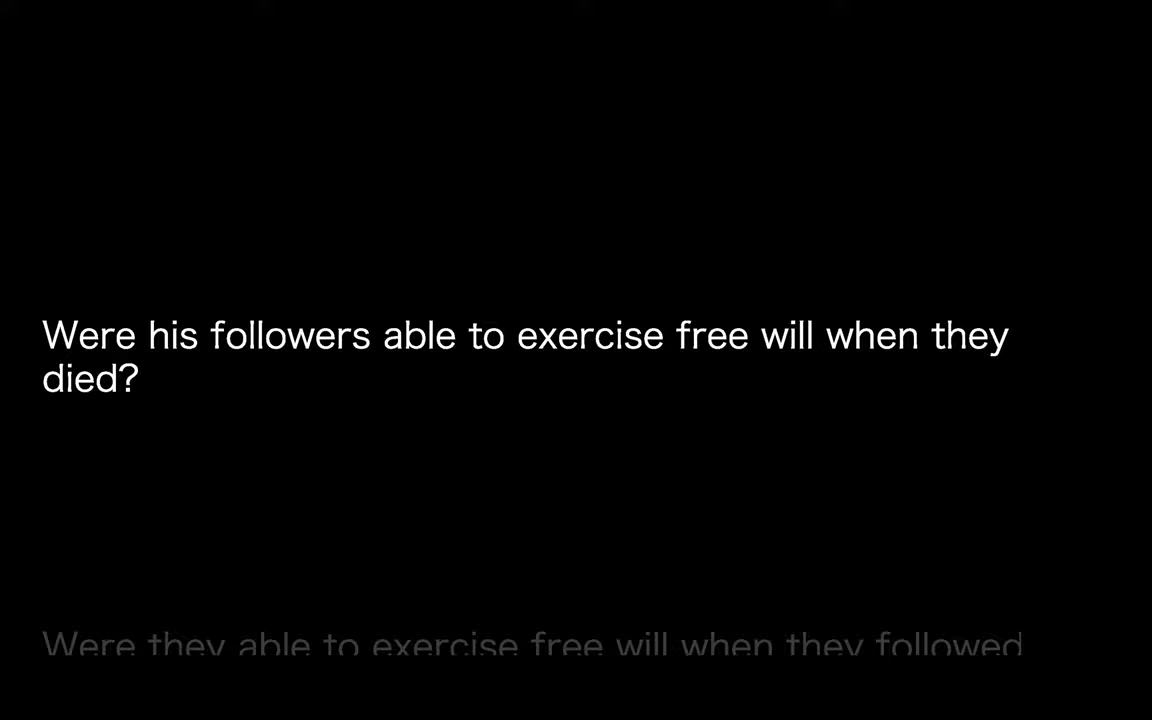 Were his followers able to exercise free will when they
died?
Were they able to exercise free will when they followed